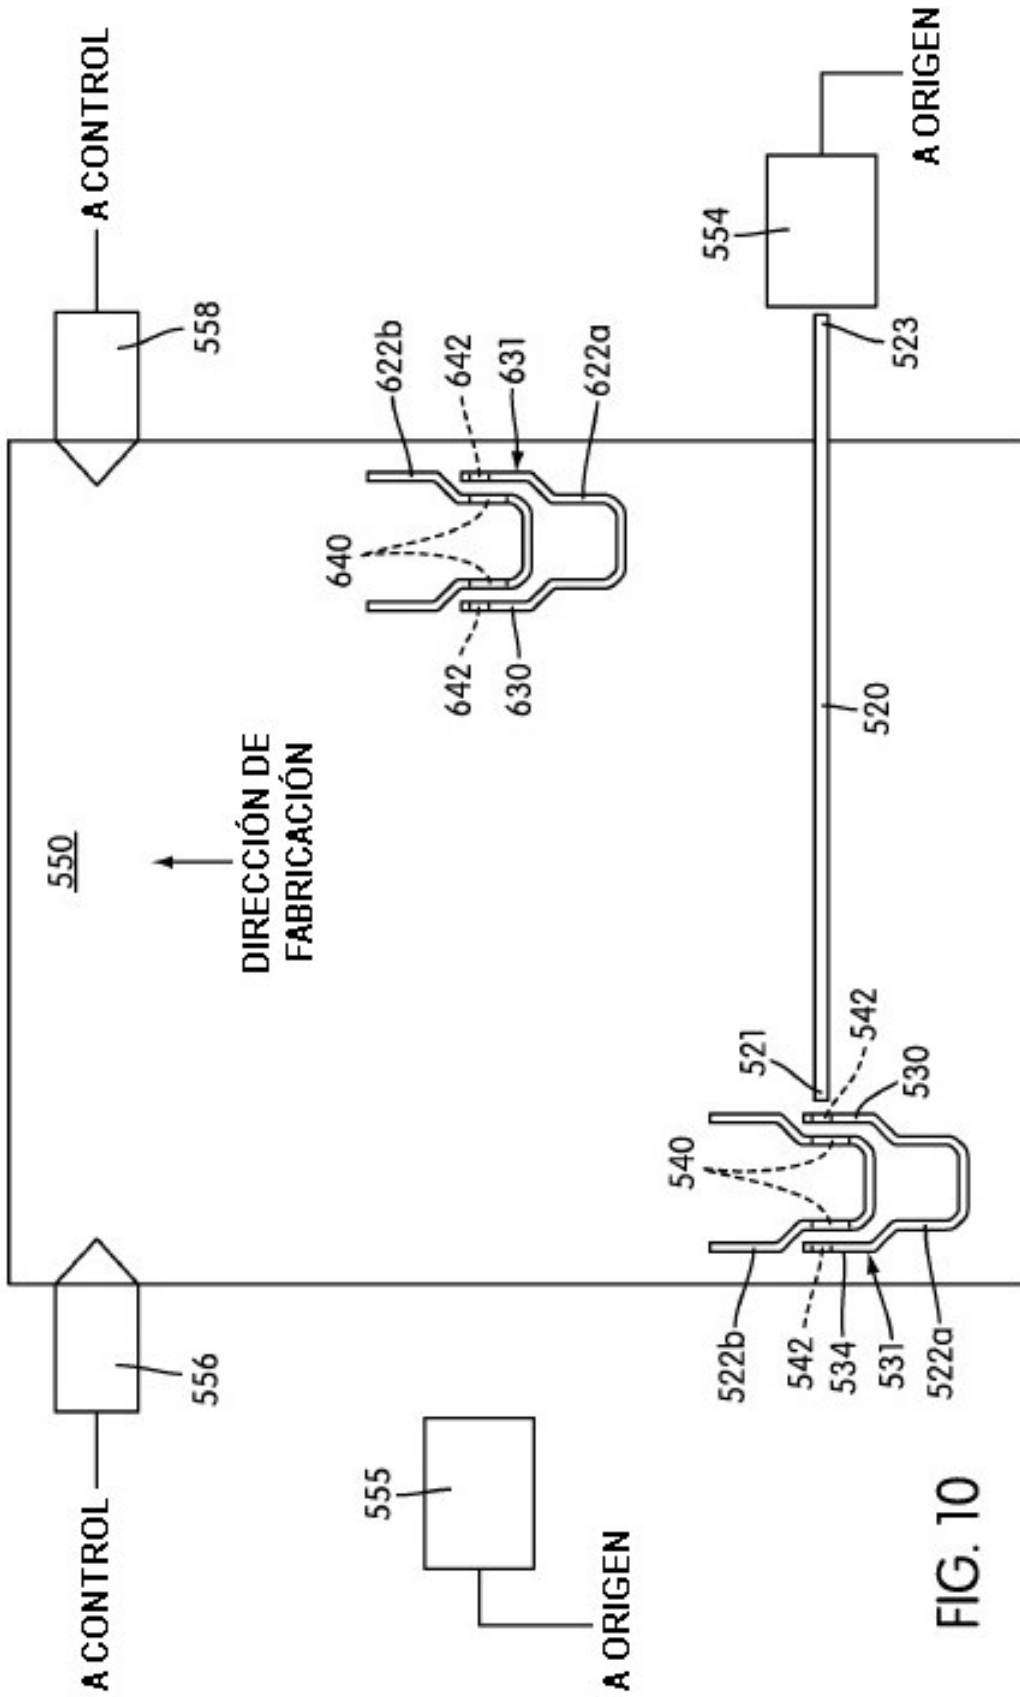 550
A CONTROL
A CONTROL
556
558
DIRECCIÓN DE
FABRICACIÓN
640
555
622b
642
642
631
630
622a
A ORIGEN
540
554
522b
521
542
534
542
520
531
523
530
A ORIGEN
522a
FIG. 10